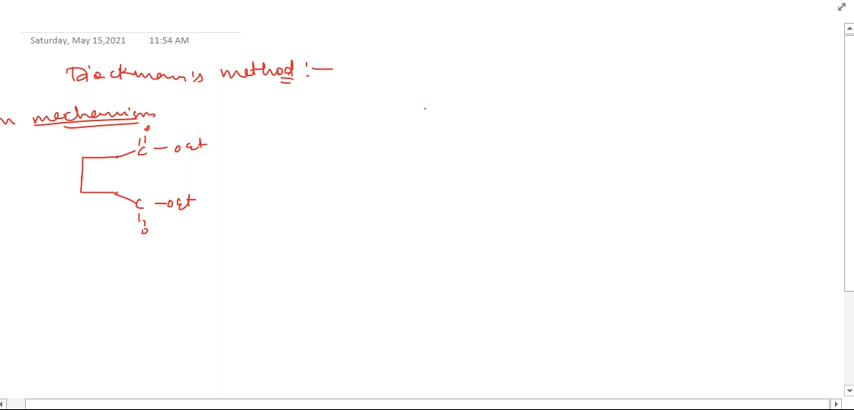 Saturday, May 15, 2021 11:54 AM
Dieckmann's method :-
n mechanism
O
C - OEt
C - OEt
O